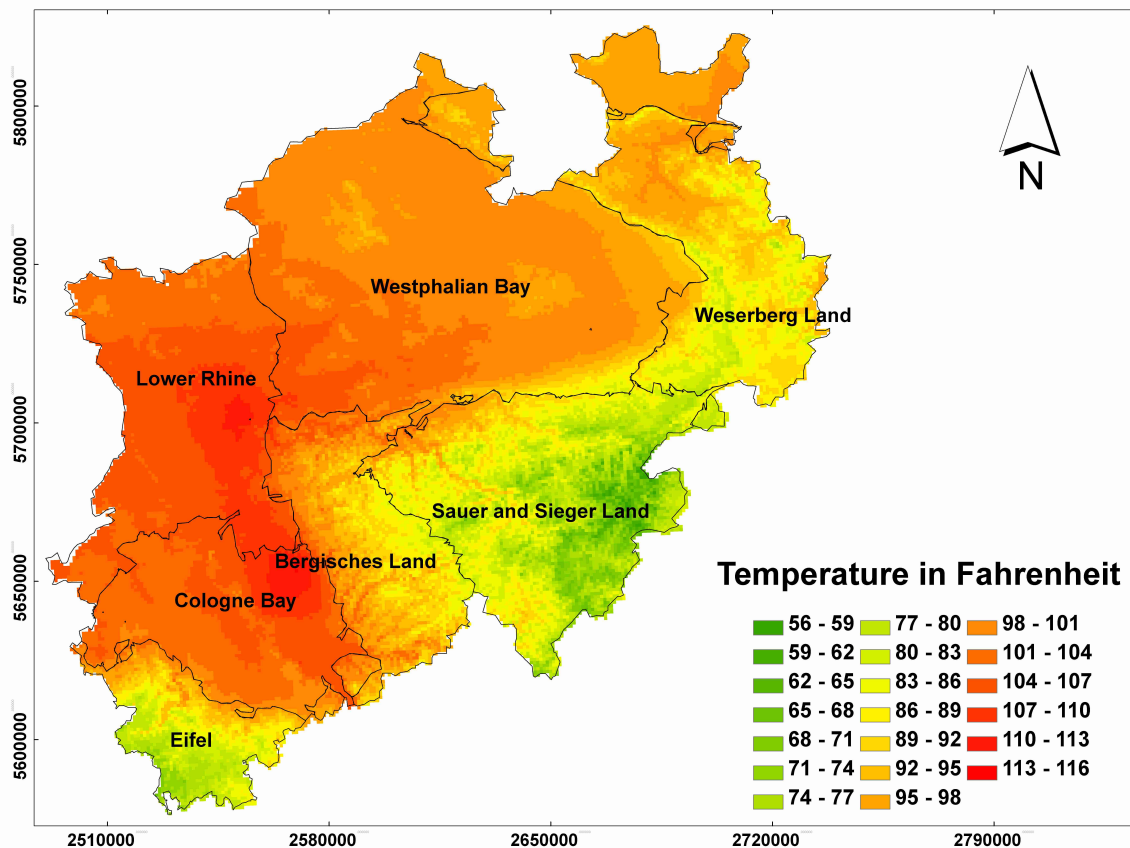 5800000
5750000
5700000
5650000
5600000
N
Westphalian Bay
Weserberg Land
Lower Rhine
Sauer and Sieger Land
Bergisches Land
Cologne Bay
Eifel
Temperature in Fahrenheit
56 - 59
59 - 62
62 - 65
65 - 68
68 - 71
71 - 74
74 - 77
77 - 80
80 - 83
83 - 86
86 - 89
89 - 92
92 - 95
95 - 98
98 - 101
101 - 104
104 - 107
107 - 110
110 - 113
113 - 116
2510000
2580000
2650000
2720000
2790000